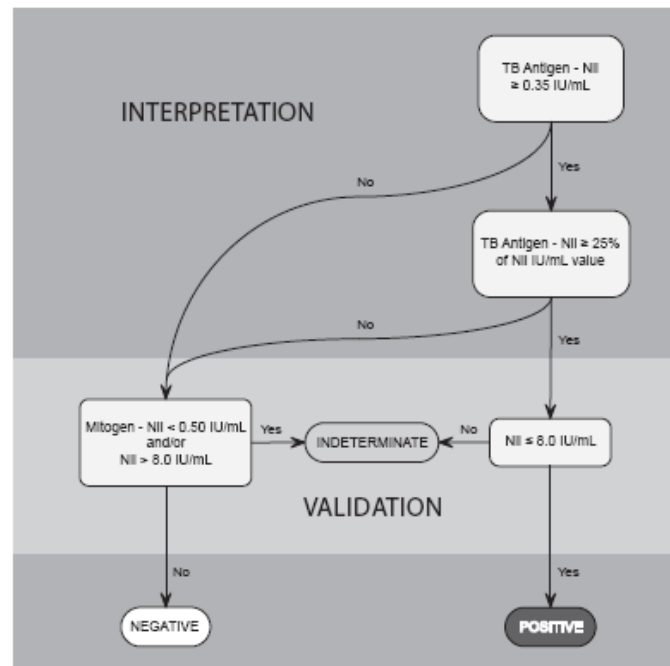 TB Antigen - Nil
≥ 0.35 IU/mL
INTERPRETATION
No
Yes
TB Antigen - Nil ≥ 25%
of Nil IU/mL value
No
Yes
Mitogen - Nil < 0.50 IU/mL
and/or
Nil > 8.0 IU/mL
Yes
INDETERMINATE
No
Nil ≤ 8.0 IU/mL
VALIDATION
No
Yes
NEGATIVE
POSITIVE